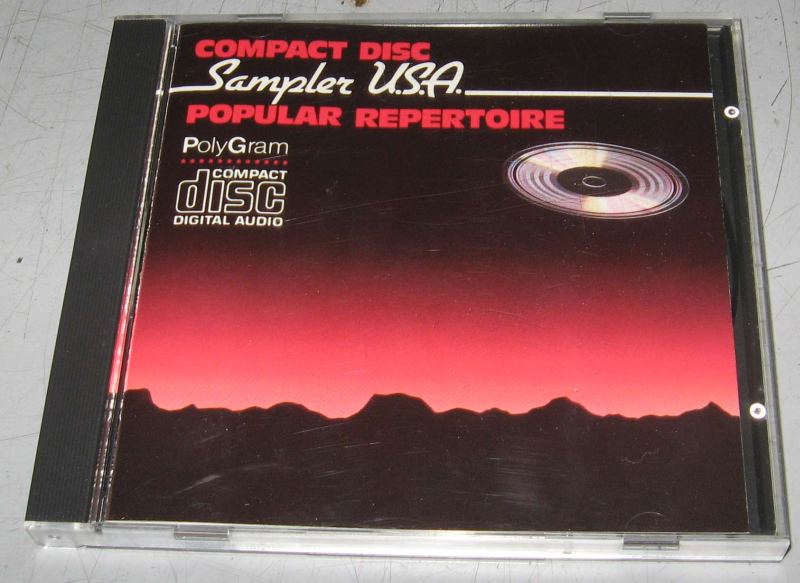 COMPACT DISC
Sampler U.S.A.
POPULAR REPERTOIRE
PolyGram
COMPACT
disc
DIGITAL AUDIO